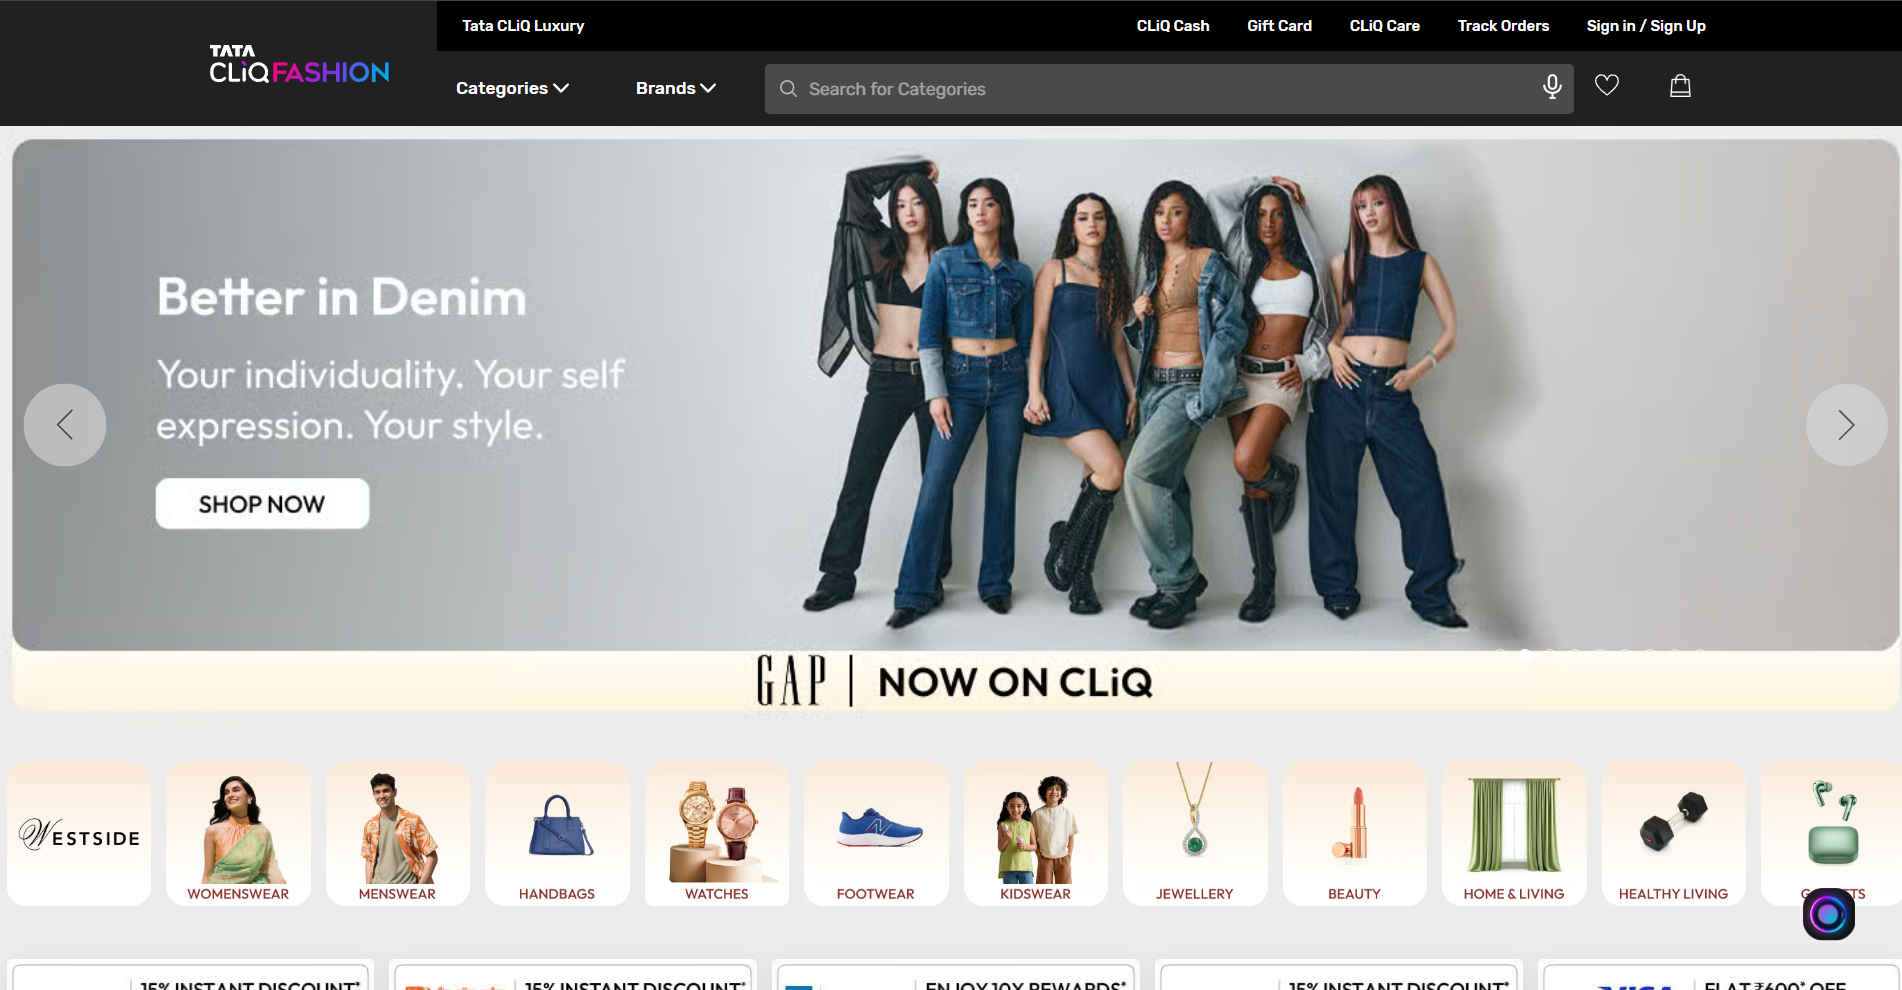 Tata CLiQ Luxury
CLiQ Cash
Gift Card
CLiQ Care
Track Orders
Sign in / Sign Up
TATA
CLiQ FASHION
Categories
Brands
Search for Categories
Better in Denim
Your individuality. Your self
expression. Your style.
SHOP NOW
GAP | NOW ON CLiQ
WESTSIDE
WOMENSWEAR
MENSWEAR
HANDBAGS
WATCHES
FOOTWEAR
KIDSWEAR
JEWELLERY
BEAUTY
HOME & LIVING
HEALTHY LIVING
15% INSTANT DISCOUNT*
15% INSTANT DISCOUNT*
ENJOY 10X REWARDS*
15% INSTANT DISCOUNT*
VISA
FLAT ₹600* OFF